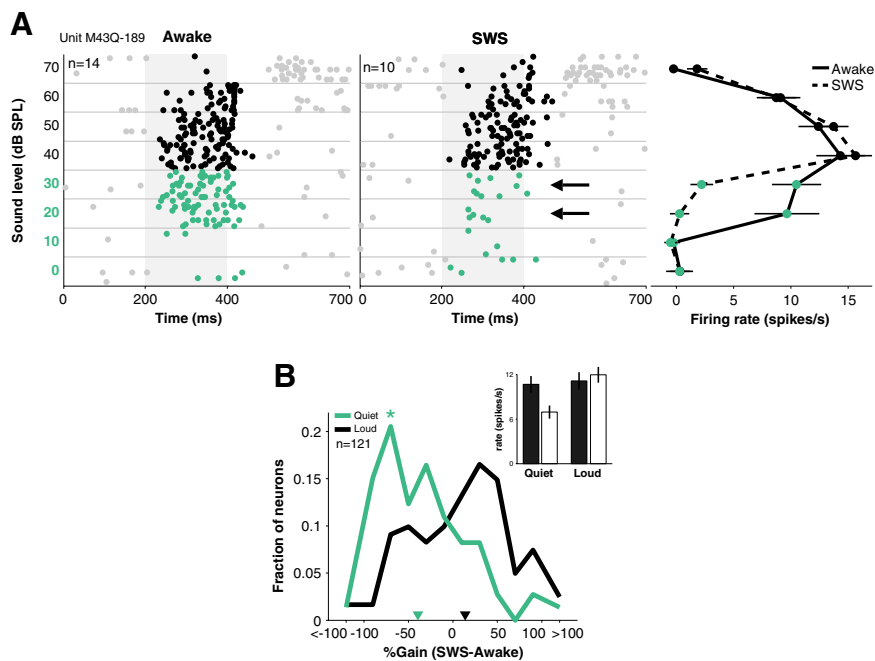 A
Unit M43Q-189
Awake
SWS
n=14
n=10
Sound level (dB SPL)
70
60
50
40
30
20
10
0
0
200
400
700
Time (ms)
0
200
400
700
Time (ms)
Awake
SWS
0
5
10
15
Firing rate (spikes/s)
B
Quiet
Loud
n=121
*
Fraction of neurons
0.2
0.15
0.1
0.05
0
<-100 -100 -50 0 50 100 >100
%Gain (SWS-Awake)
rate (spikes/s)
12
6
0
Quiet Loud